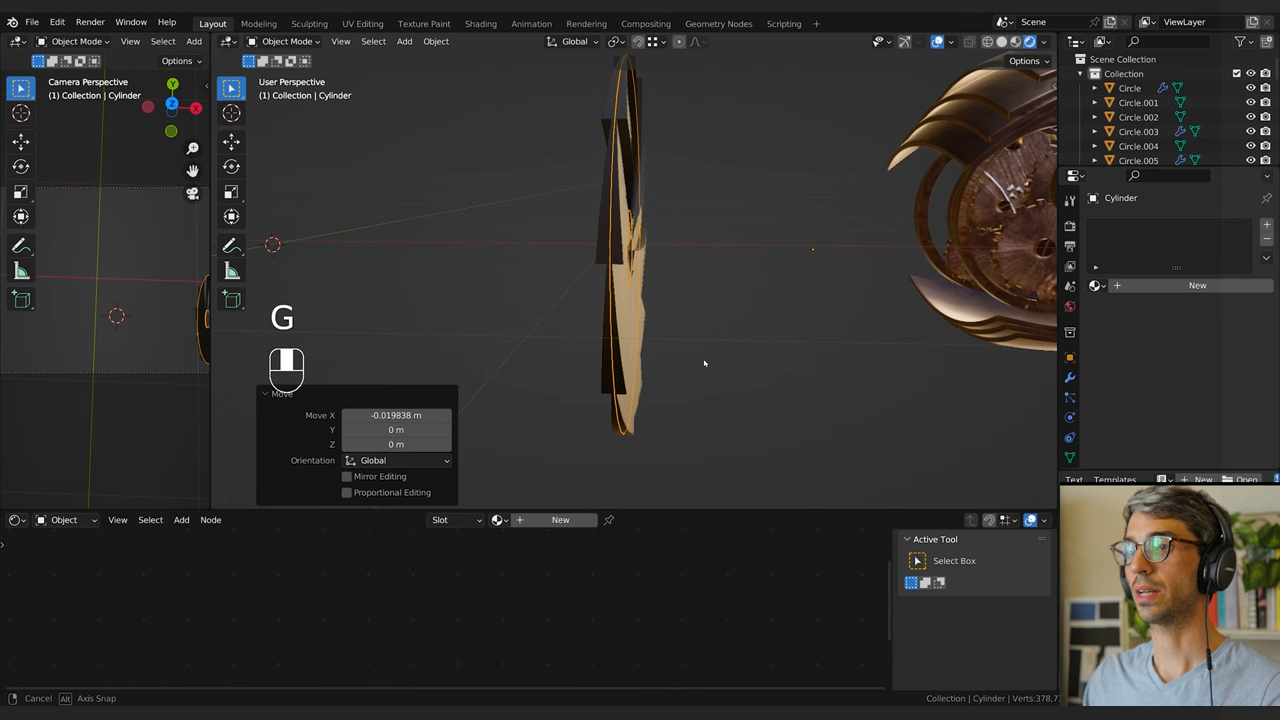 File Edit Render Window Help Layout Modeling Sculpting UV Editing Texture Paint Shading Animation Rendering Compositing Geometry Nodes Scripting + Scene ViewLayer
Object Mode View Select Add Object Mode View Select Add Object Global
Options Options
Camera Perspective
(1) Collection | Cylinder
User Perspective
(1) Collection | Cylinder
Y
Z
X
Scene Collection
Collection
Circle
Circle.001
Circle.002
Circle.003
Circle.004
Circle.005
Cylinder
+ New
G
Move
Move X -0.019838 m
Y 0 m
Z 0 m
Orientation Global
Mirror Editing
Proportional Editing
Text Templates + New Open
Object View Select Add Node Slot + New
Active Tool
Select Box
Cancel Alt Axis Snap
Collection | Cylinder | Verts:378,7